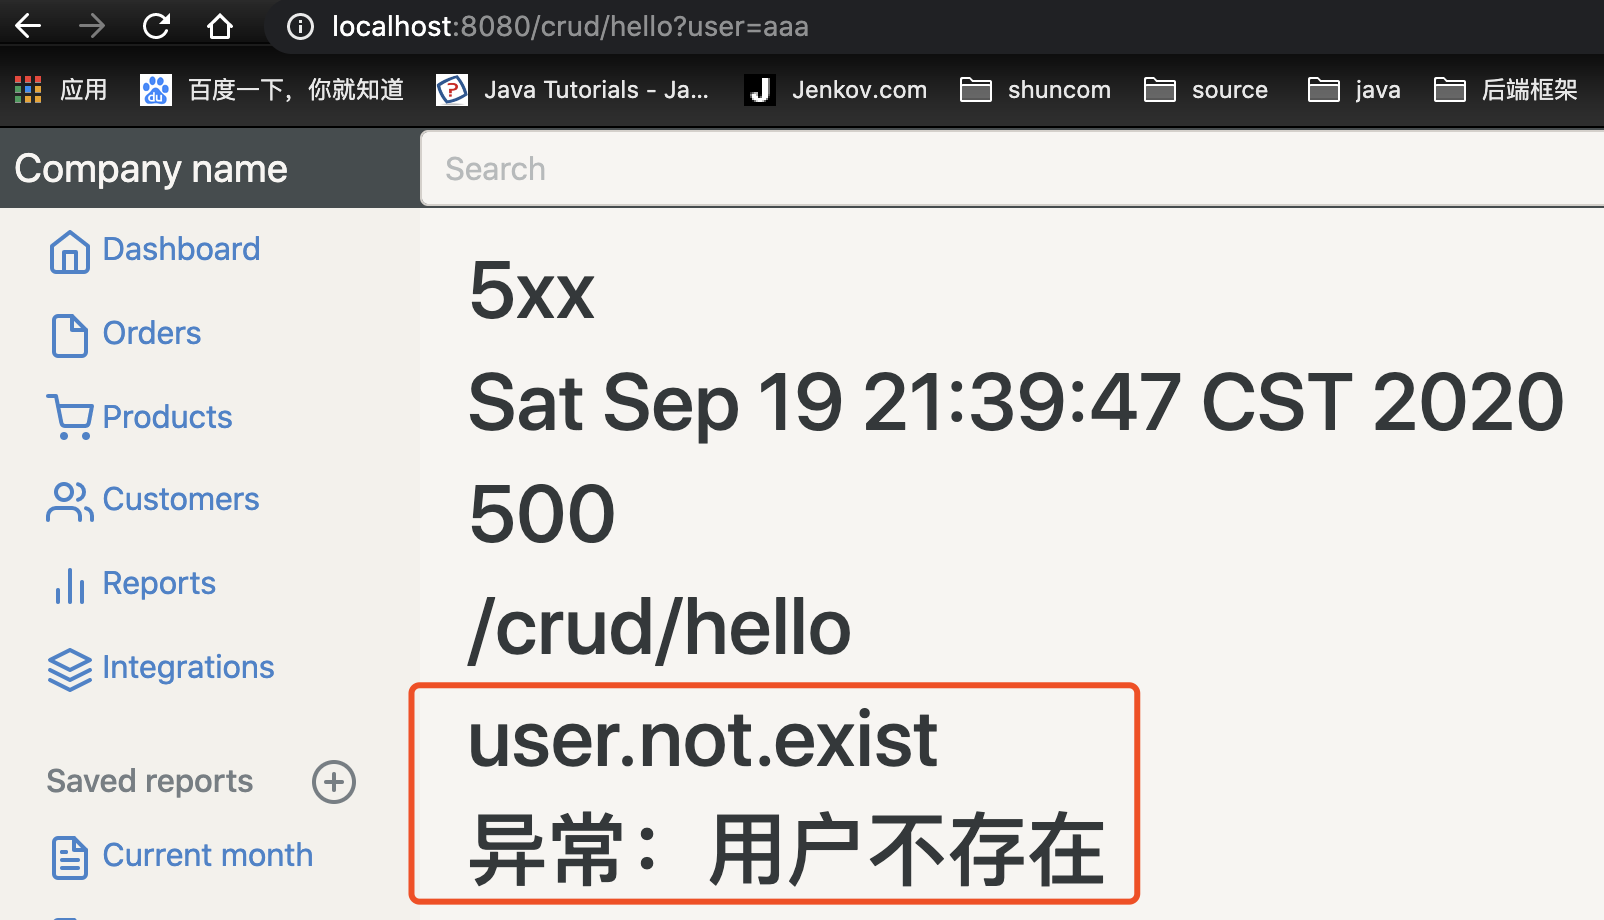 localhost:8080/crud/hello?user=aaa
应用 百度一下，你就知道 Java Tutorials - Ja... Jenkov.com shuncom source java 后端框架
Company name Search
Dashboard
Orders
Products
Customers
Reports
Integrations
Saved reports
Current month
5xx
Sat Sep 19 21:39:47 CST 2020
500
/crud/hello
user.not.exist
异常：用户不存在